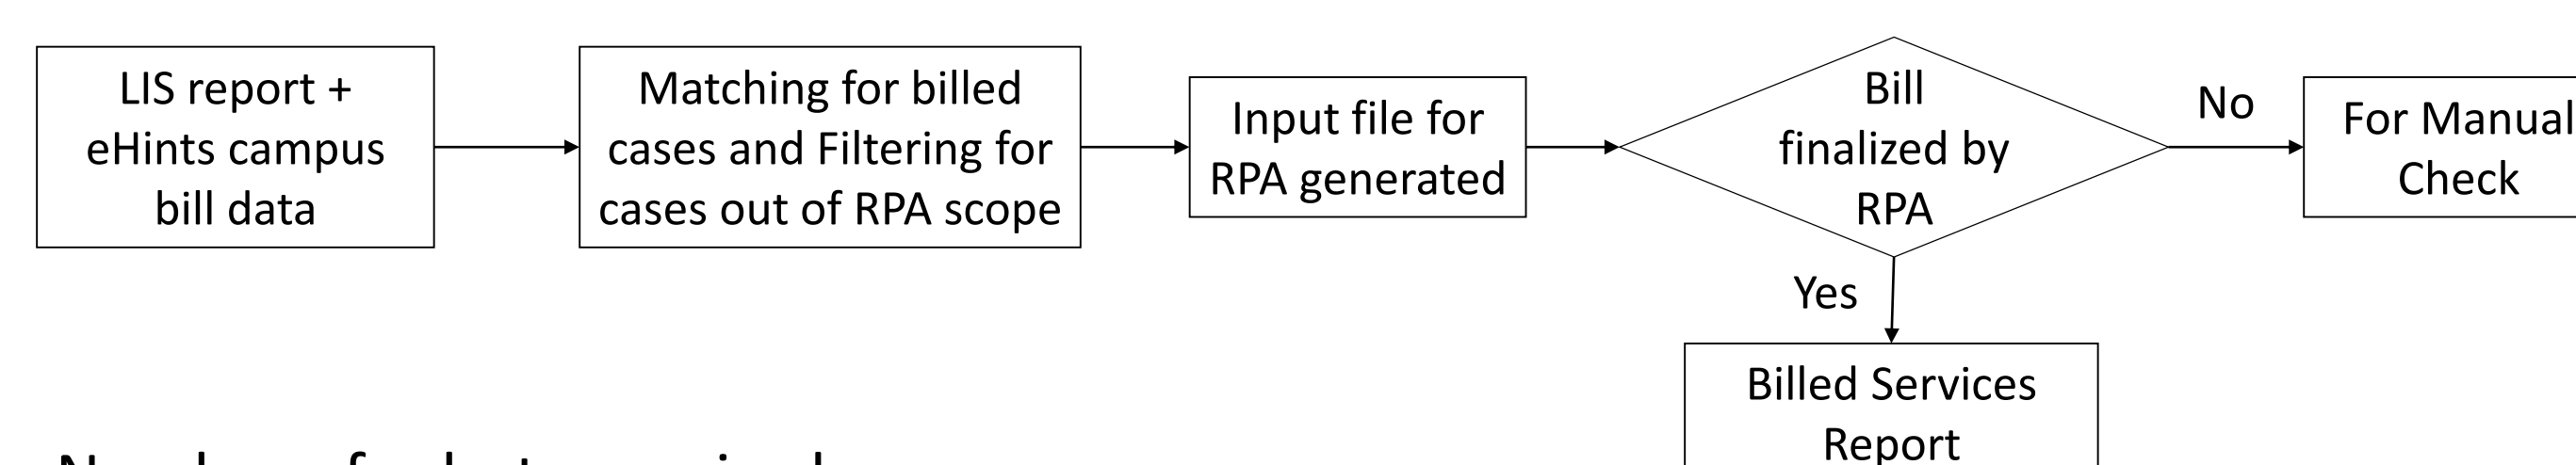 LIS report +
eHints campus
bill data
Matching for billed
cases and Filtering for
cases out of RPA scope
Input file for
RPA generated
Bill
finalized by
RPA
No
For Manual
Check
Yes
Billed Services
Report